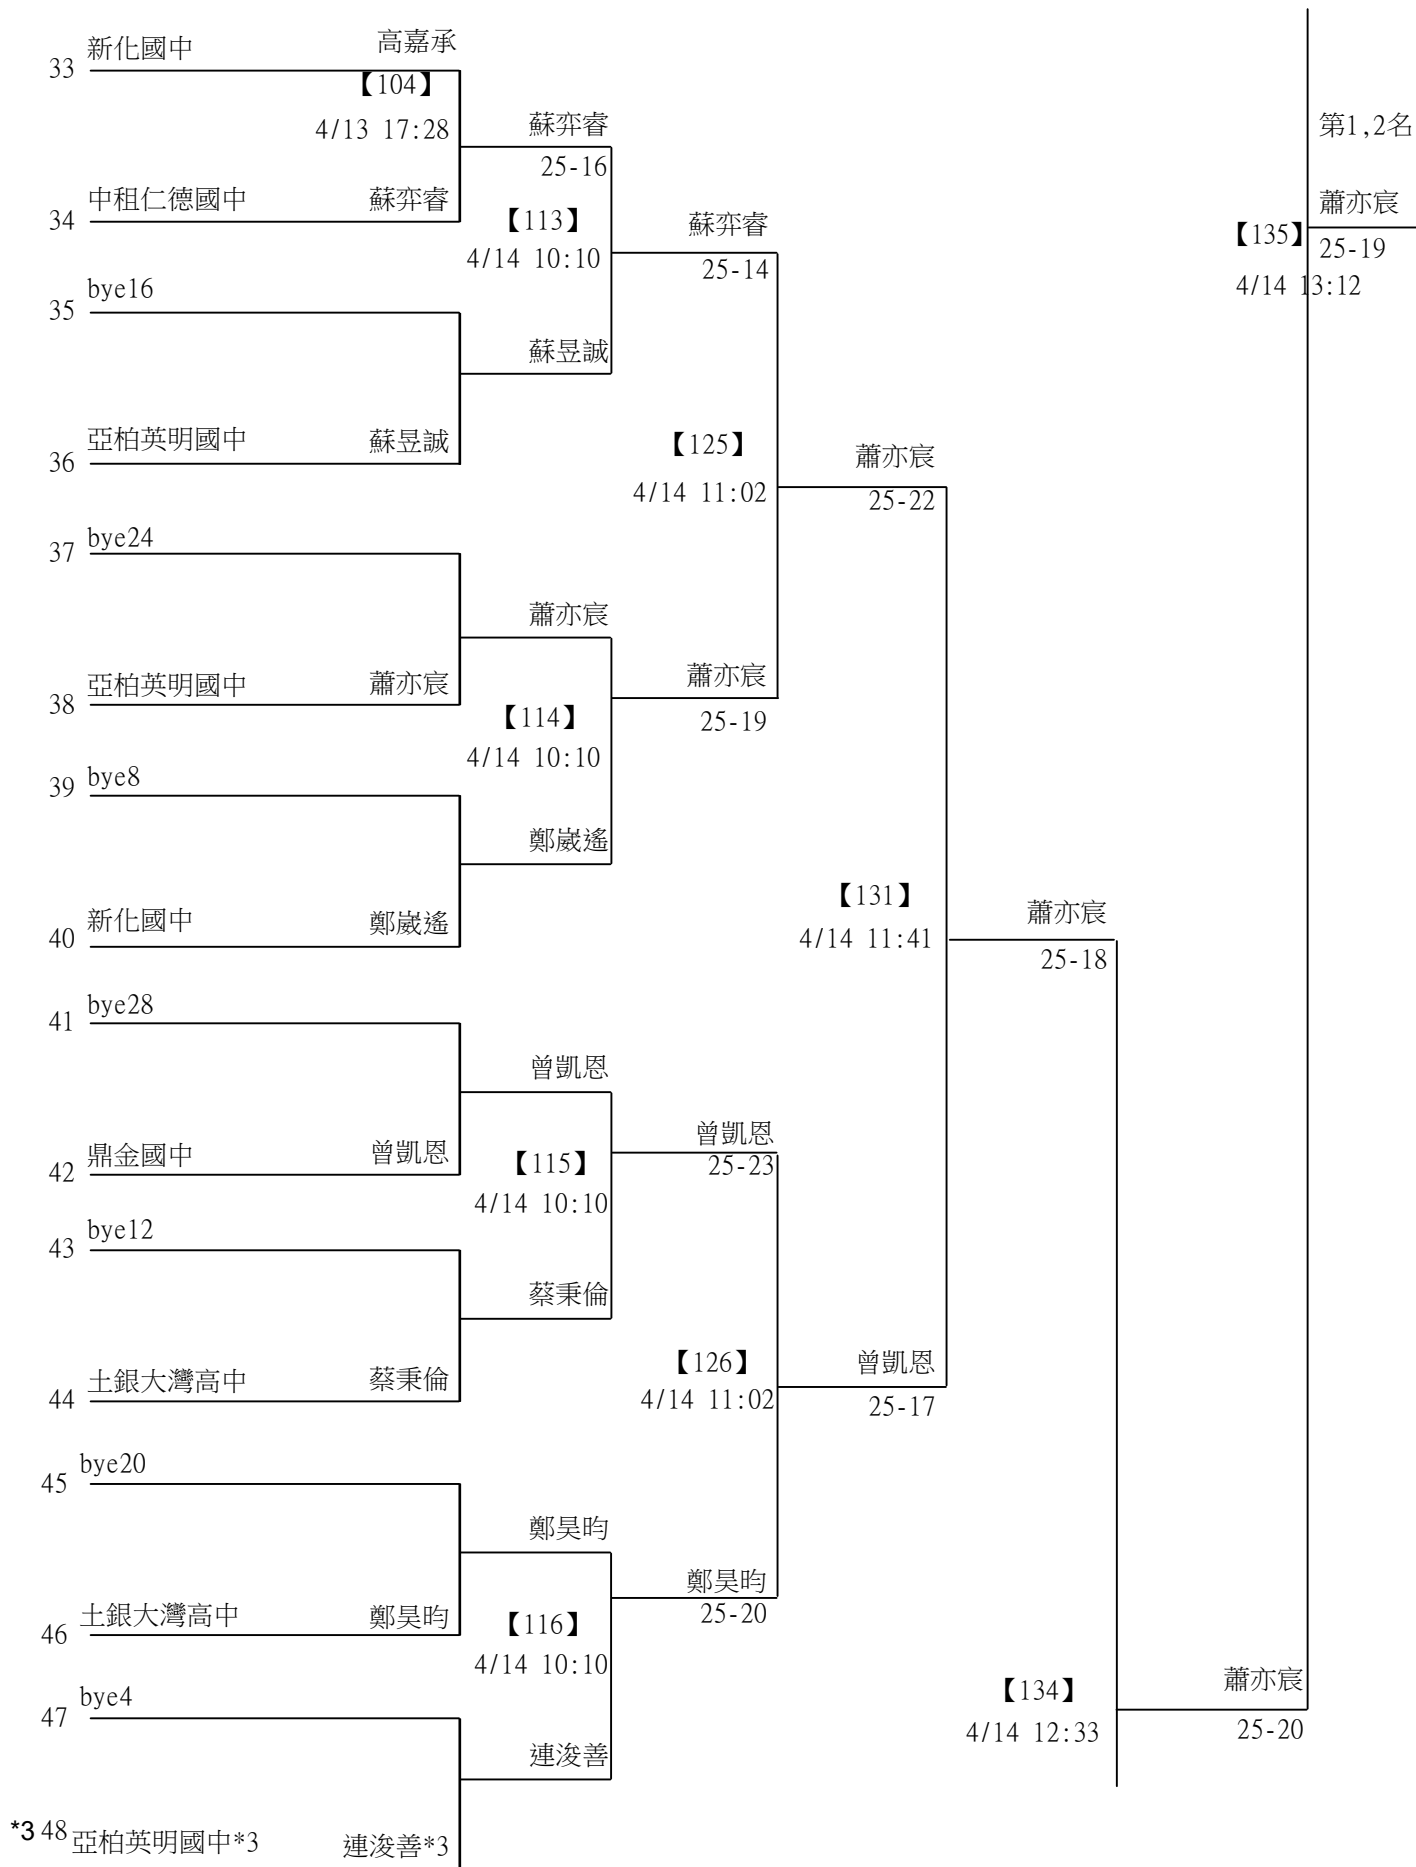 33 新化國中 高嘉承
【104】
4/13 17:28
蘇弈睿
25-16
34 中租仁德國中 蘇弈睿
【113】
4/14 10:10
蘇弈睿
25-14
35 bye16
蘇昱誠
36 亞柏英明國中 蘇昱誠
【125】
4/14 11:02
蕭亦宸
25-22
37 bye24
蕭亦宸
38 亞柏英明國中 蕭亦宸
【114】
4/14 10:10
蕭亦宸
25-19
39 bye8
鄭崴遙
40 新化國中 鄭崴遙
【131】
4/14 11:41
蕭亦宸
25-18
41 bye28
曾凱恩
42 鼎金國中 曾凱恩
【115】
4/14 10:10
曾凱恩
25-23
43 bye12
蔡秉倫
44 土銀大灣高中 蔡秉倫
【126】
4/14 11:02
曾凱恩
25-17
45 bye20
鄭昊昀
46 土銀大灣高中 鄭昊昀
【116】
4/14 10:10
鄭昊昀
25-20
47 bye4
連浚善
*3 48 亞柏英明國中*3 連浚善*3
【134】
4/14 12:33
蕭亦宸
25-20
第1,2名
【135】
4/14 13:12
蕭亦宸
25-19